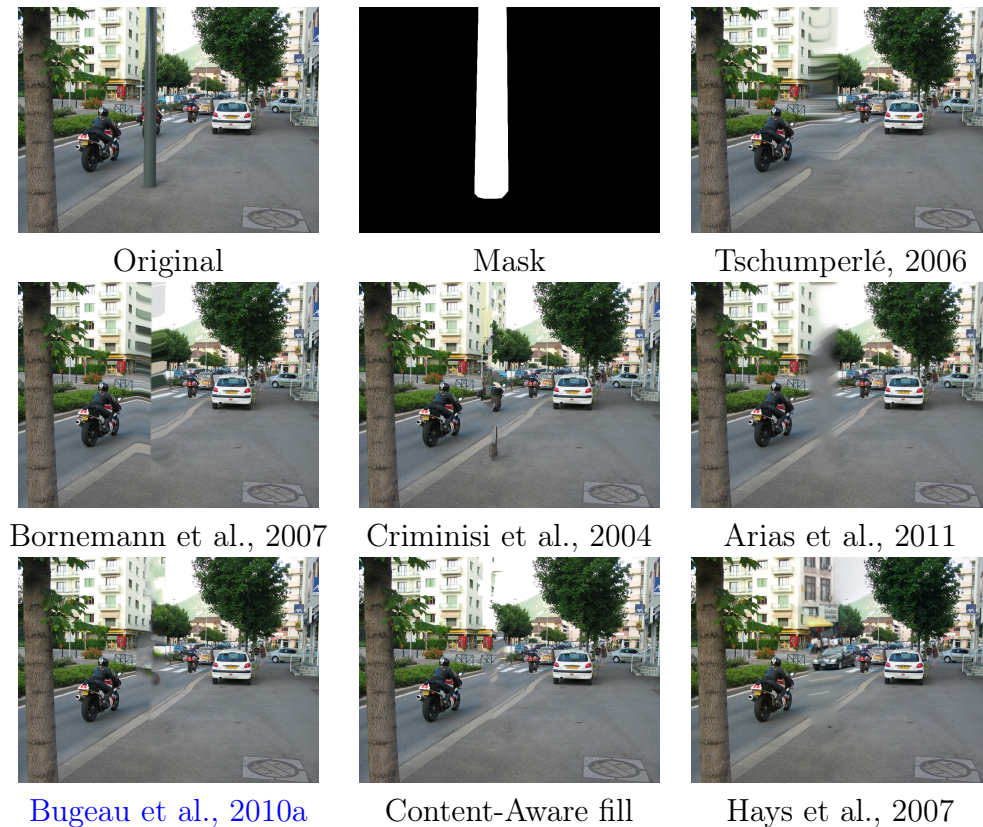 Original
Mask
Tschumperlé, 2006
Bornemann et al., 2007
Criminisi et al., 2004
Arias et al., 2011
Bugeau et al., 2010a
Content-Aware fill
Hays et al., 2007